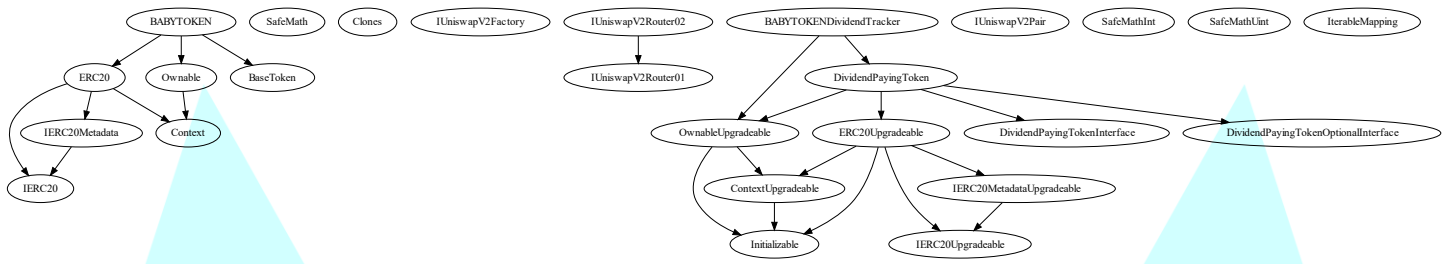 BABYTOKEN
SafeMath
Clones
IUniswapV2Factory
IUniswapV2Router02
BABYTOKENDividendTracker
IUniswapV2Pair
SafeMathInt
SafeMathUint
IterableMapping
ERC20
Ownable
BaseToken
IUniswapV2Router01
DividendPayingToken
IERC20Metadata
Context
OwnableUpgradeable
ERC20Upgradeable
DividendPayingTokenInterface
DividendPayingTokenOptionalInterface
IERC20
ContextUpgradeable
IERC20MetadataUpgradeable
Initializable
IERC20Upgradeable